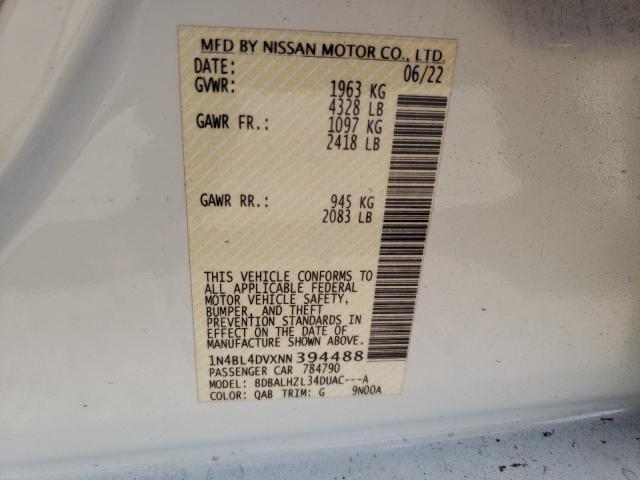 MFD BY NISSAN MOTOR CO., LTD.
DATE: 06/22
GVWR: 1963 KG
4328 LB
GAWR FR.: 1097 KG
2418 LB
GAWR RR.: 945 KG
2083 LB
THIS VEHICLE CONFORMS TO
ALL APPLICABLE FEDERAL
MOTOR VEHICLE SAFETY,
BUMPER, AND THEFT
PREVENTION STANDARDS IN
EFFECT ON THE DATE OF
MANUFACTURE SHOWN ABOVE.
1N4BL4DVXNN394488
PASSENGER CAR 784790
MODEL: BDBALHZL34DUAC---A
COLOR: QAB TRIM: G 9N00A